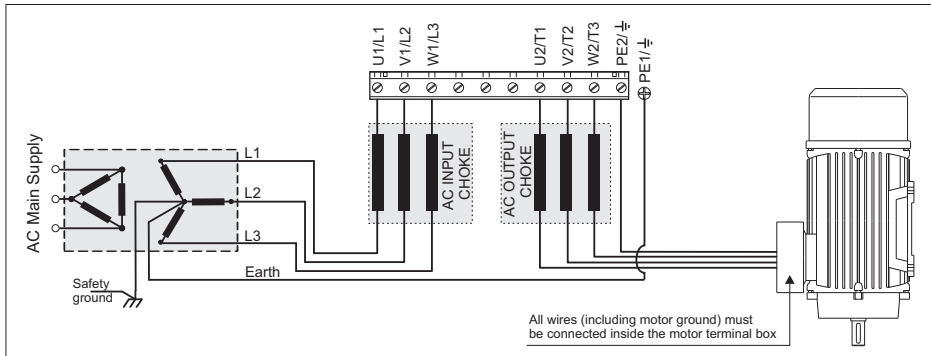 U1/L1
V1/L2
W1/L3
U2/T1
V2/T2
W2/T3
PE2/
PE1/
AC Main Supply
L1
L2
L3
Earth
Safety
ground
AC INPUT
CHOKE
AC OUTPUT
CHOKE
All wires (including motor ground) must
be connected inside the motor terminal box